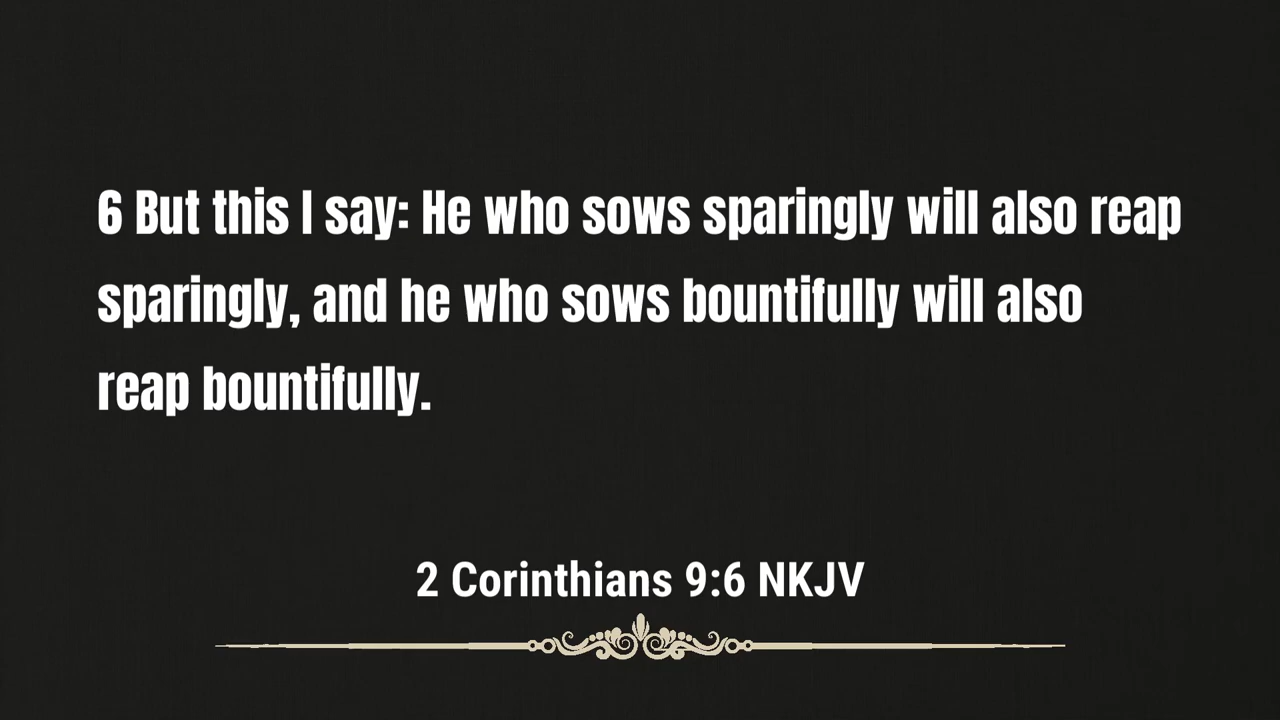 6 But this I say: He who sows sparingly will also reap
sparingly, and he who sows bountifully will also
reap bountifully.
2 Corinthians 9:6 NKJV